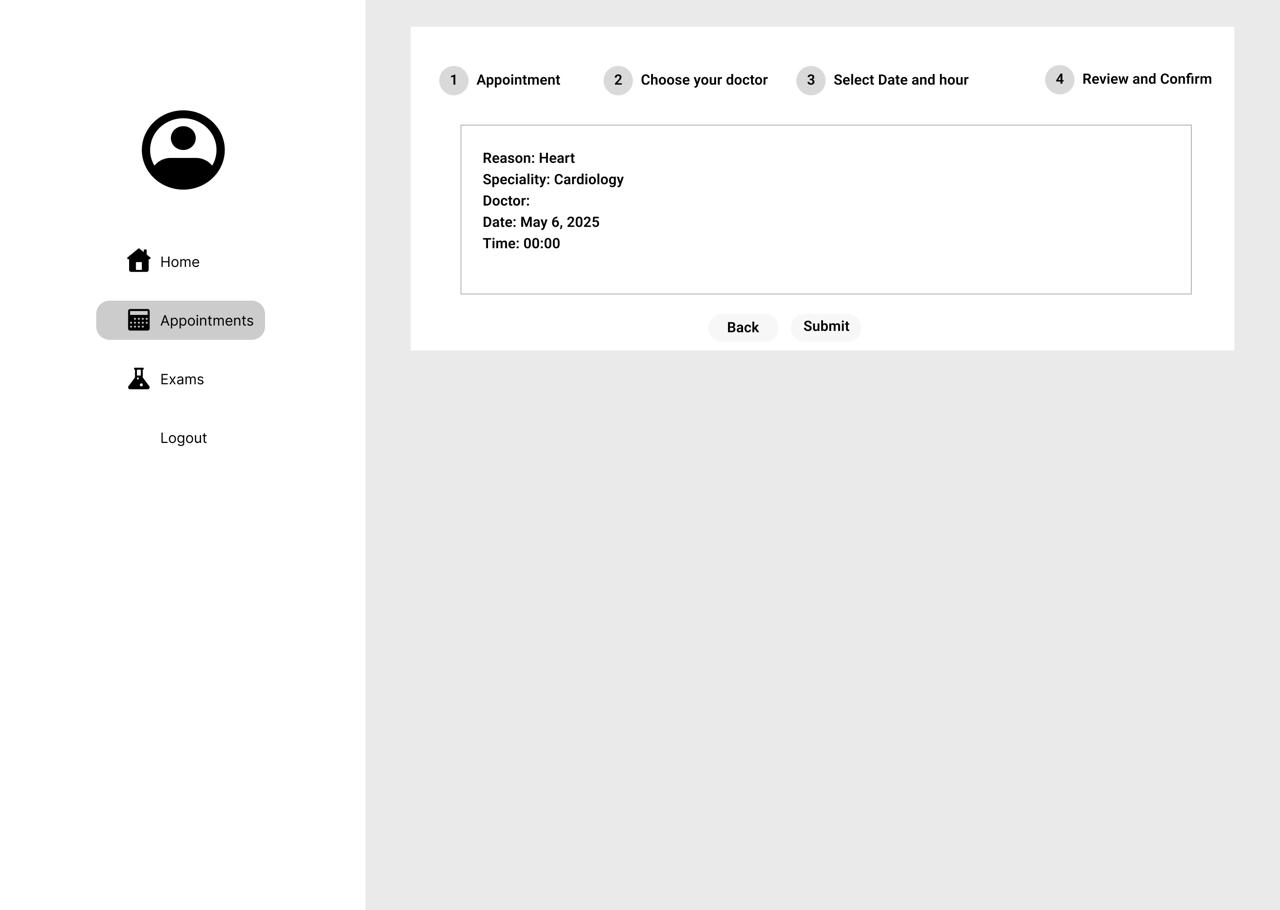 1 Appointment 2 Choose your doctor 3 Select Date and hour 4 Review and Confirm
Home
Appointments
Exams
Logout
Reason: Heart
Speciality: Cardiology
Doctor:
Date: May 6, 2025
Time: 00:00
Back Submit